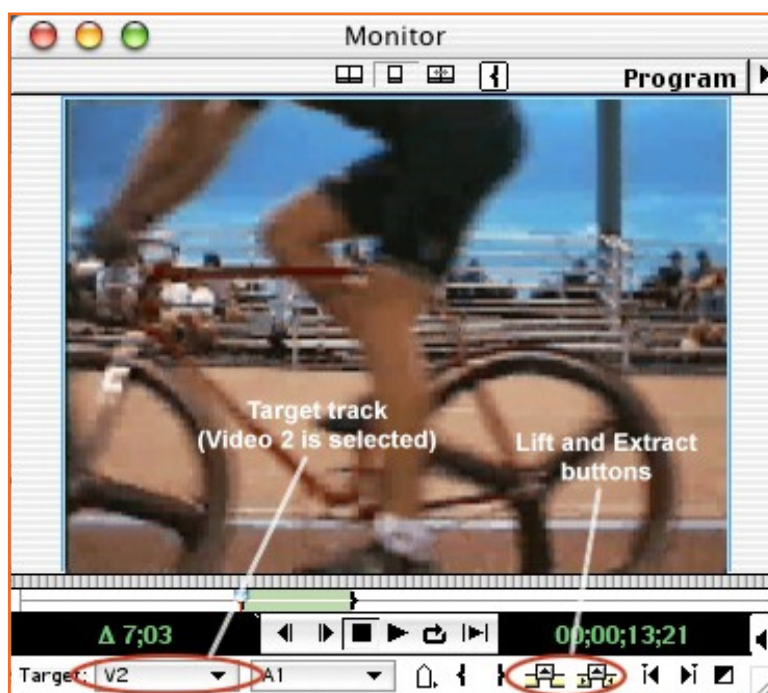 Monitor
Program
Target track
(Video 2 is selected)
Lift and Extract
buttons
Δ 7;03
00;00;13;21
Target: V2 A1